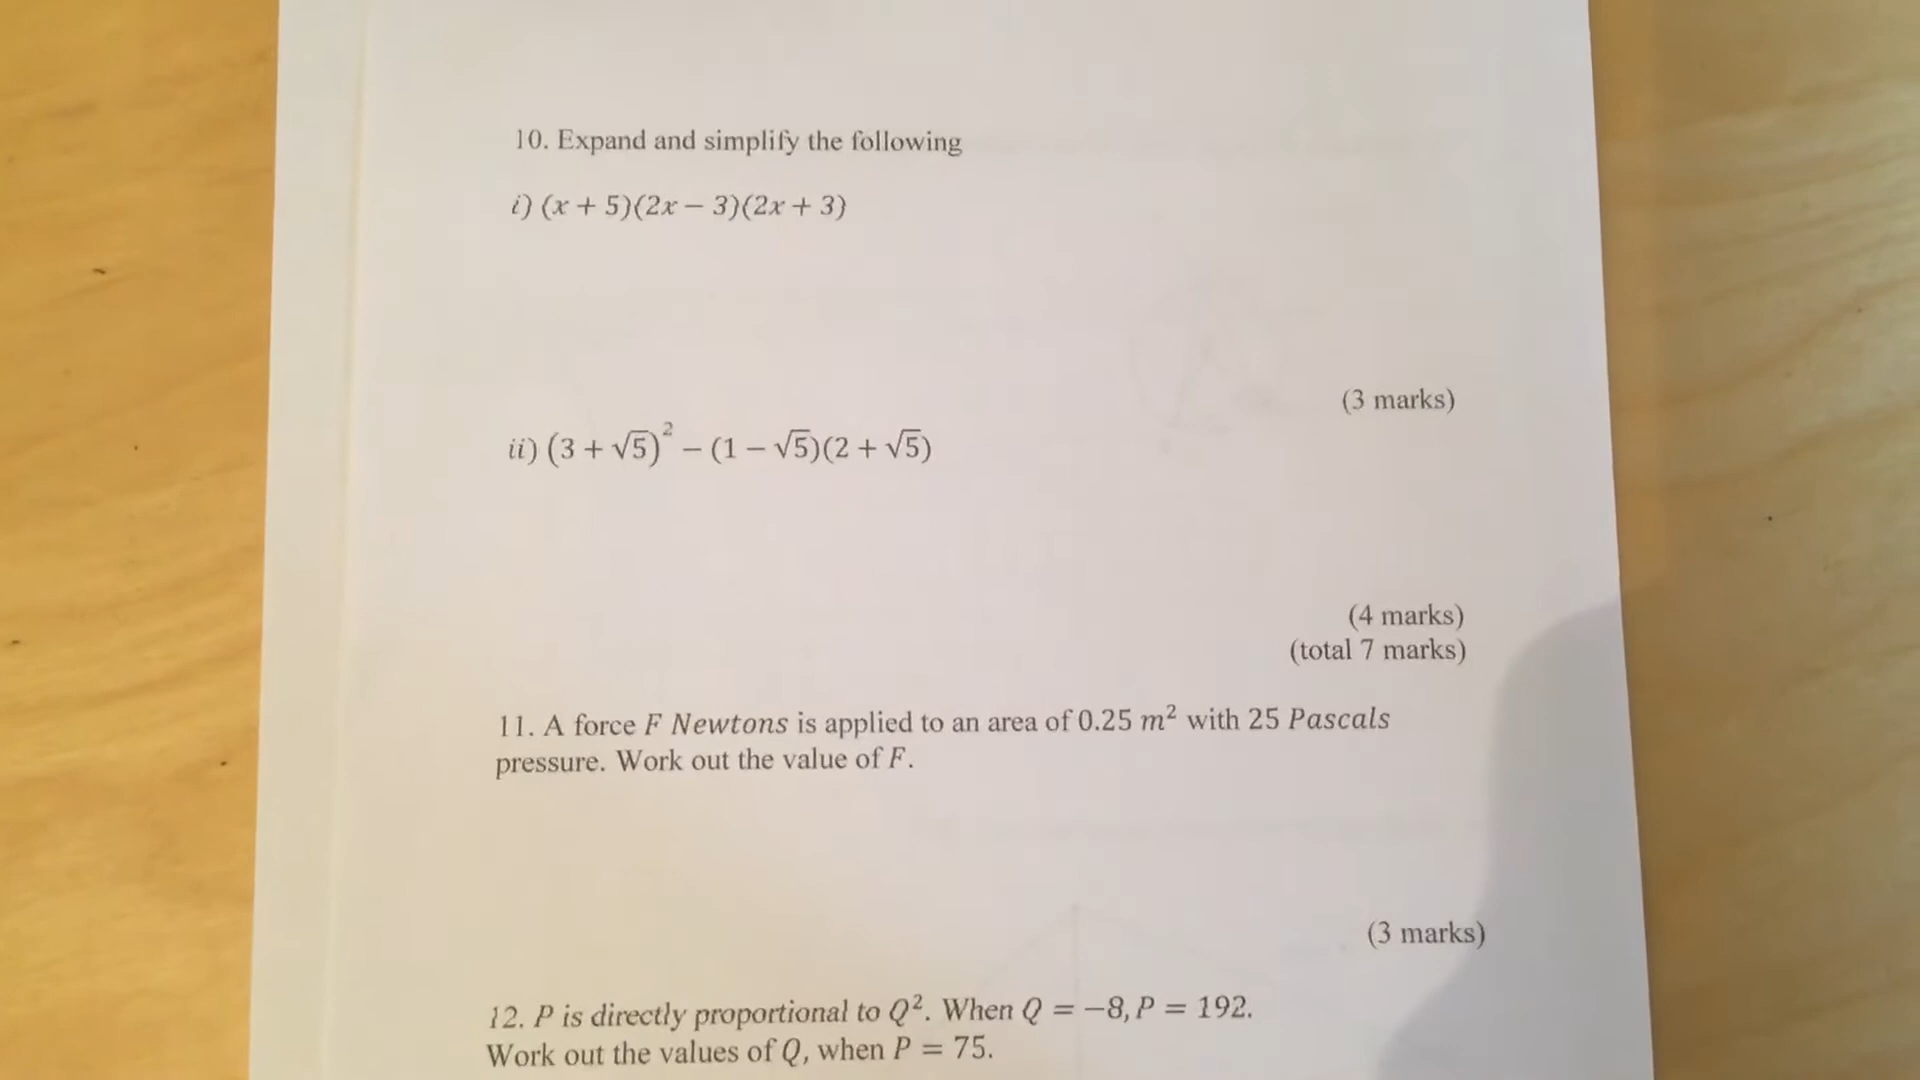 10. Expand and simplify the following
i) (x + 5)(2x − 3)(2x + 3)
(3 marks)
ii) (3 + √5)² − (1 − √5)(2 + √5)
(4 marks)
(total 7 marks)
11. A force F Newtons is applied to an area of 0.25 m² with 25 Pascals
pressure. Work out the value of F.
(3 marks)
12. P is directly proportional to Q². When Q = −8, P = 192.
Work out the values of Q, when P = 75.